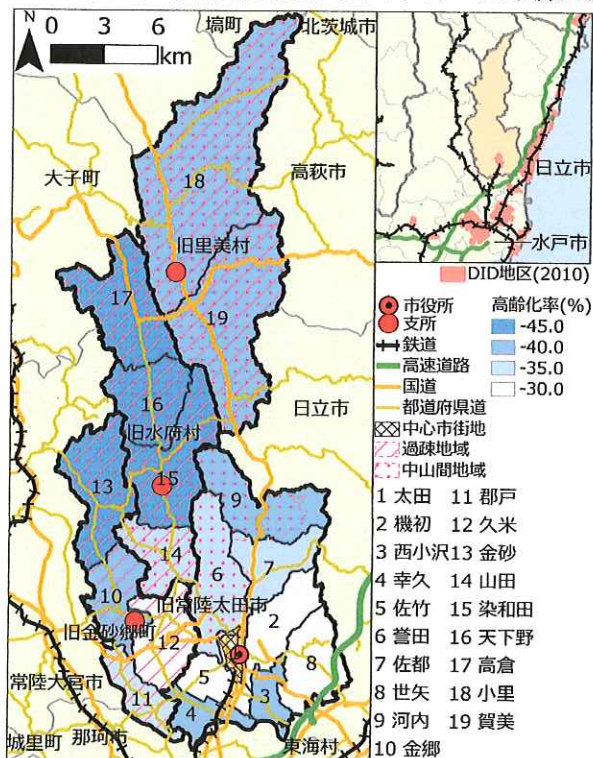 N
0 3 6
km
塙町
北茨城市
大子町
高萩市
18
旧里美村
17
19
16
日立市
旧水府村
15
13
9
14
7
6
10
旧常陸太田市
2
旧金砂郷町
12
8
5
常陸大宮市
11
3
4
城里町
那珂市
東海村
日立市
水戸市
DID地区(2010)
市役所
支所
鉄道
高速道路
国道
都道府県道
中心市街地
過疎地域
中山間地域
高齢化率(%)
-45.0
-40.0
-35.0
-30.0
1 太田 11 郡戸
2 機初 12 久米
3 西小沢 13 金砂
4 幸久 14 山田
5 佐竹 15 染和田
6 誉田 16 天下野
7 佐都 17 高倉
8 世矢 18 小里
9 河内 19 賀美
10 金郷